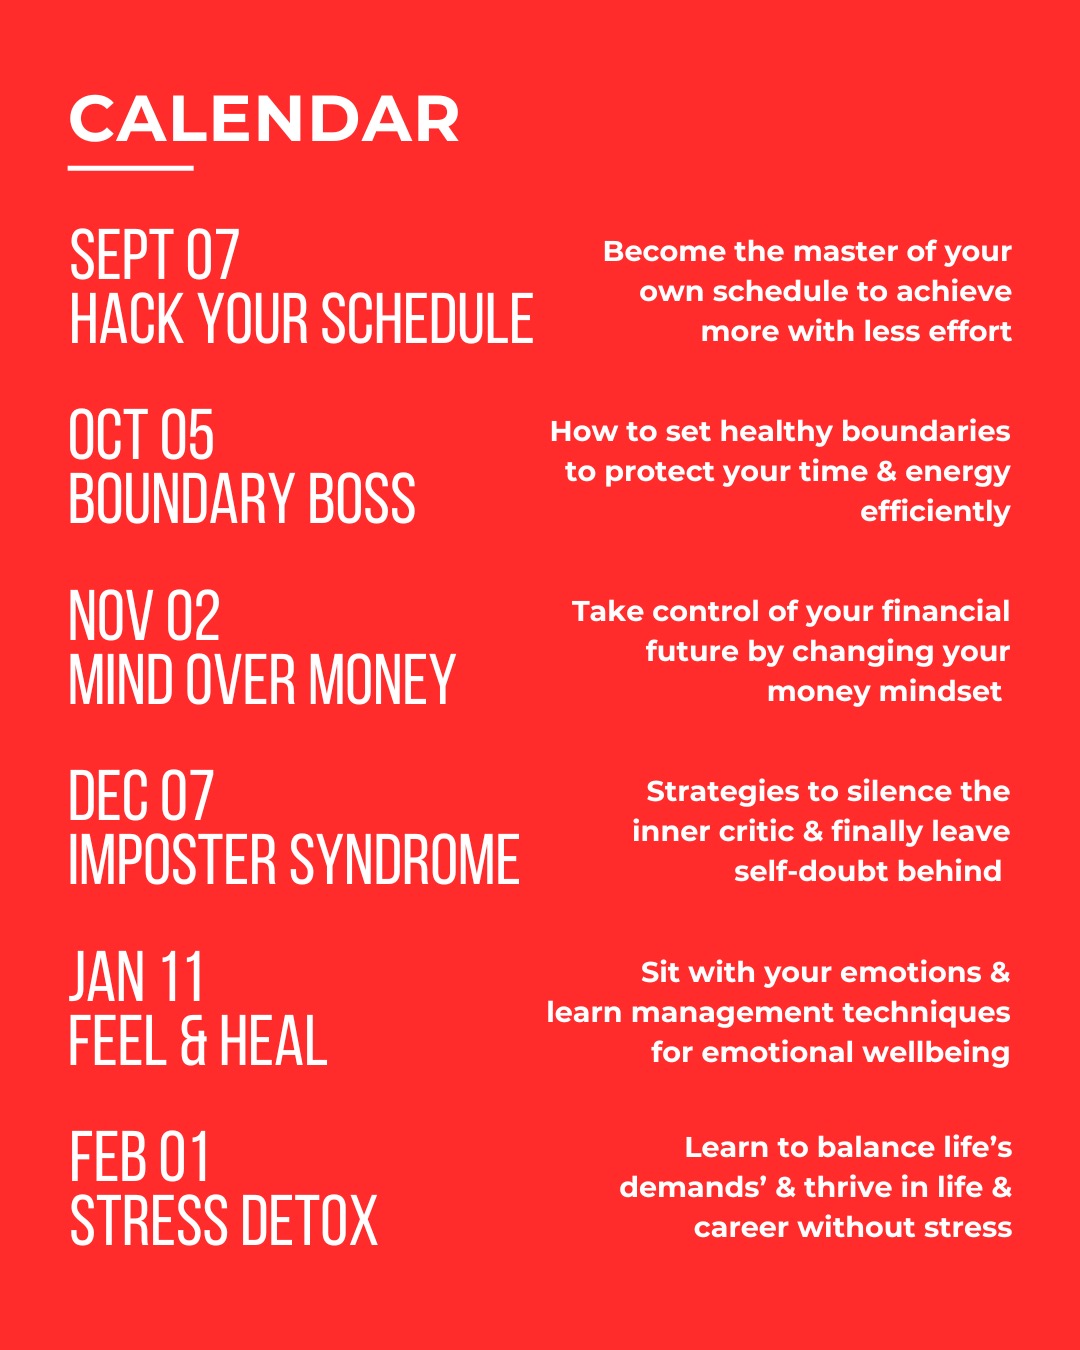 CALENDAR
SEPT 07
HACK YOUR SCHEDULE
Become the master of your
own schedule to achieve
more with less effort
OCT 05
BOUNDARY BOSS
How to set healthy boundaries
to protect your time & energy
efficiently
NOV 02
MIND OVER MONEY
Take control of your financial
future by changing your
money mindset
DEC 07
IMPOSTER SYNDROME
Strategies to silence the
inner critic & finally leave
self-doubt behind
JAN 11
FEEL & HEAL
Sit with your emotions &
learn management techniques
for emotional wellbeing
FEB 01
STRESS DETOX
Learn to balance life’s
demands’ & thrive in life &
career without stress